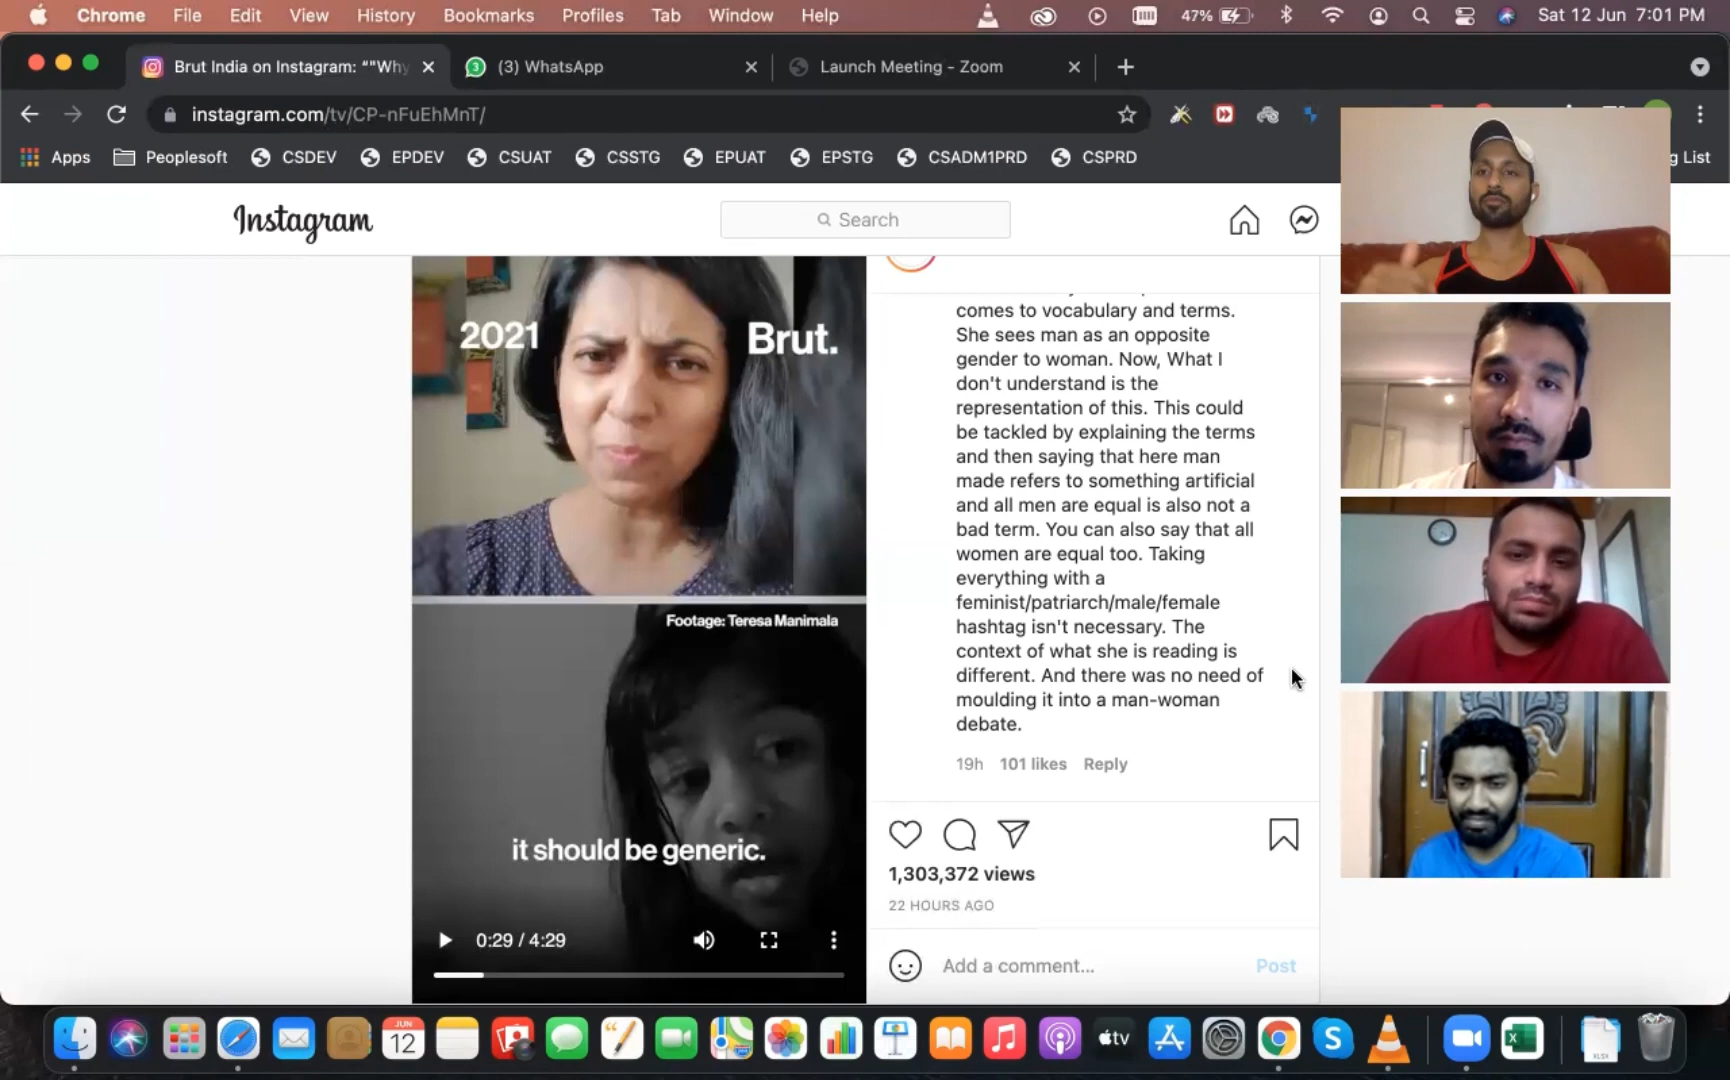 Chrome File Edit View History Bookmarks Profiles Tab Window Help 47% Sat 12 Jun 7:01 PM
Brut India on Instagram: ““Why (3) WhatsApp Launch Meeting - Zoom
instagram.com/tv/CP-nFuEhMnT/
Apps Peoplesoft CSDEV EPDEV CSUAT CSSTG EPUAT EPSTG CSADM1PRD CSPRD g List
Instagram
Search
2021
Brut.
Footage: Teresa Manimala
it should be generic.
0:29 / 4:29
comes to vocabulary and terms.
She sees man as an opposite
gender to woman. Now, What I
don't understand is the
representation of this. This could
be tackled by explaining the terms
and then saying that here man
made refers to something artificial
and all men are equal is also not a
bad term. You can also say that all
women are equal too. Taking
everything with a
feminist/patriarch/male/female
hashtag isn't necessary. The
context of what she is reading is
different. And there was no need of
moulding it into a man-woman
debate.
19h 101 likes Reply
1,303,372 views
22 HOURS AGO
Add a comment... Post
JUN
12
tv
XLSX